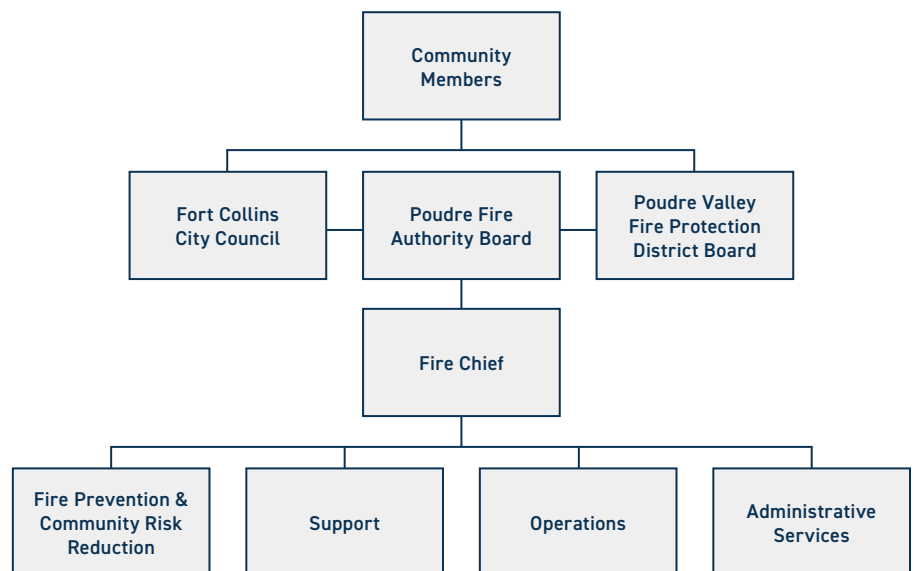 Community
Members
Fort Collins
City Council
Poudre Fire
Authority Board
Poudre Valley
Fire Protection
District Board
Fire Chief
Fire Prevention &
Community Risk
Reduction
Support
Operations
Administrative
Services